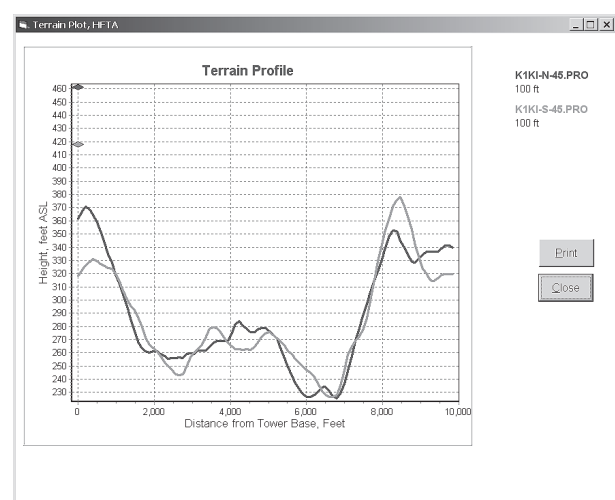 Terrain Plot, HFTA
Terrain Profile
K1KI-N-45.PRO
100 ft
K1KI-S-45.PRO
100 ft
Height, feet ASL
460
450
440
430
420
410
400
390
380
370
360
350
340
330
320
310
300
290
280
270
260
250
240
230
0 2,000 4,000 6,000 8,000 10,000
Distance from Tower Base, Feet
Print
Close